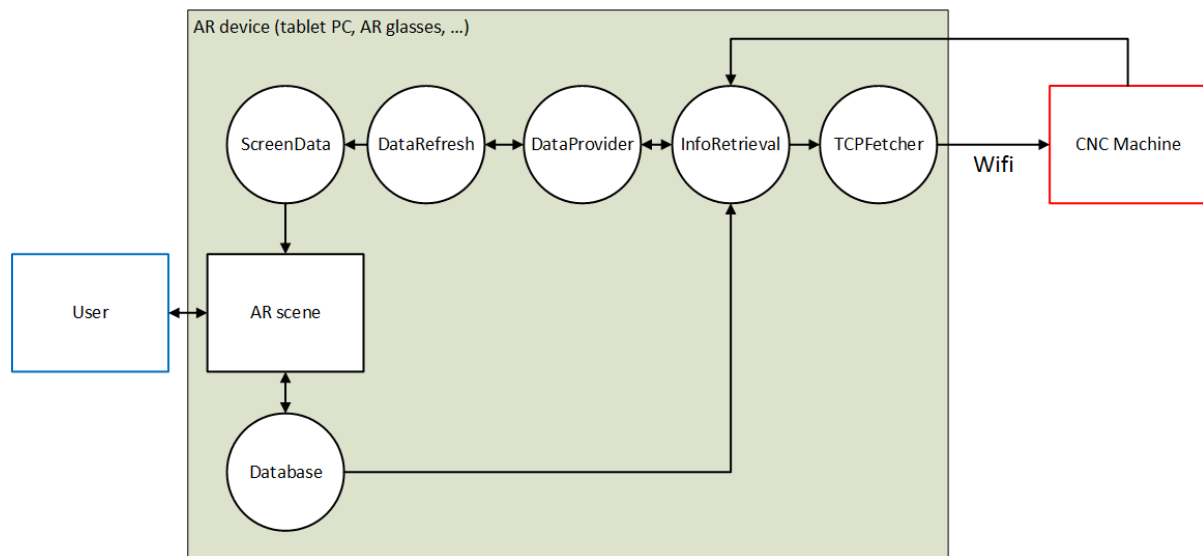 AR device (tablet PC, AR glasses, ...)
ScreenData
DataRefresh
DataProvider
InfoRetrieval
TCPFetcher
Wifi
CNC Machine
User
AR scene
Database